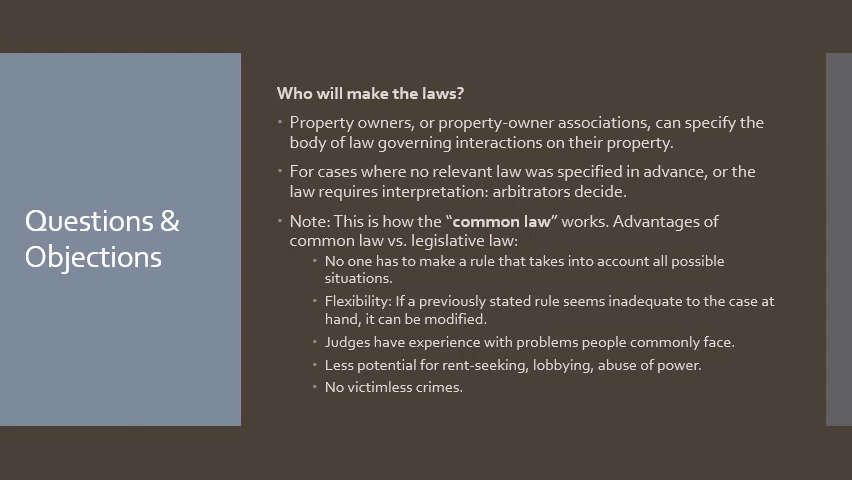 Questions &
Objections
Who will make the laws?
• Property owners, or property-owner associations, can specify the
body of law governing interactions on their property.
• For cases where no relevant law was specified in advance, or the
law requires interpretation: arbitrators decide.
• Note: This is how the “common law” works. Advantages of
common law vs. legislative law:
• No one has to make a rule that takes into account all possible
situations.
• Flexibility: If a previously stated rule seems inadequate to the case at
hand, it can be modified.
• Judges have experience with problems people commonly face.
• Less potential for rent-seeking, lobbying, abuse of power.
• No victimless crimes.